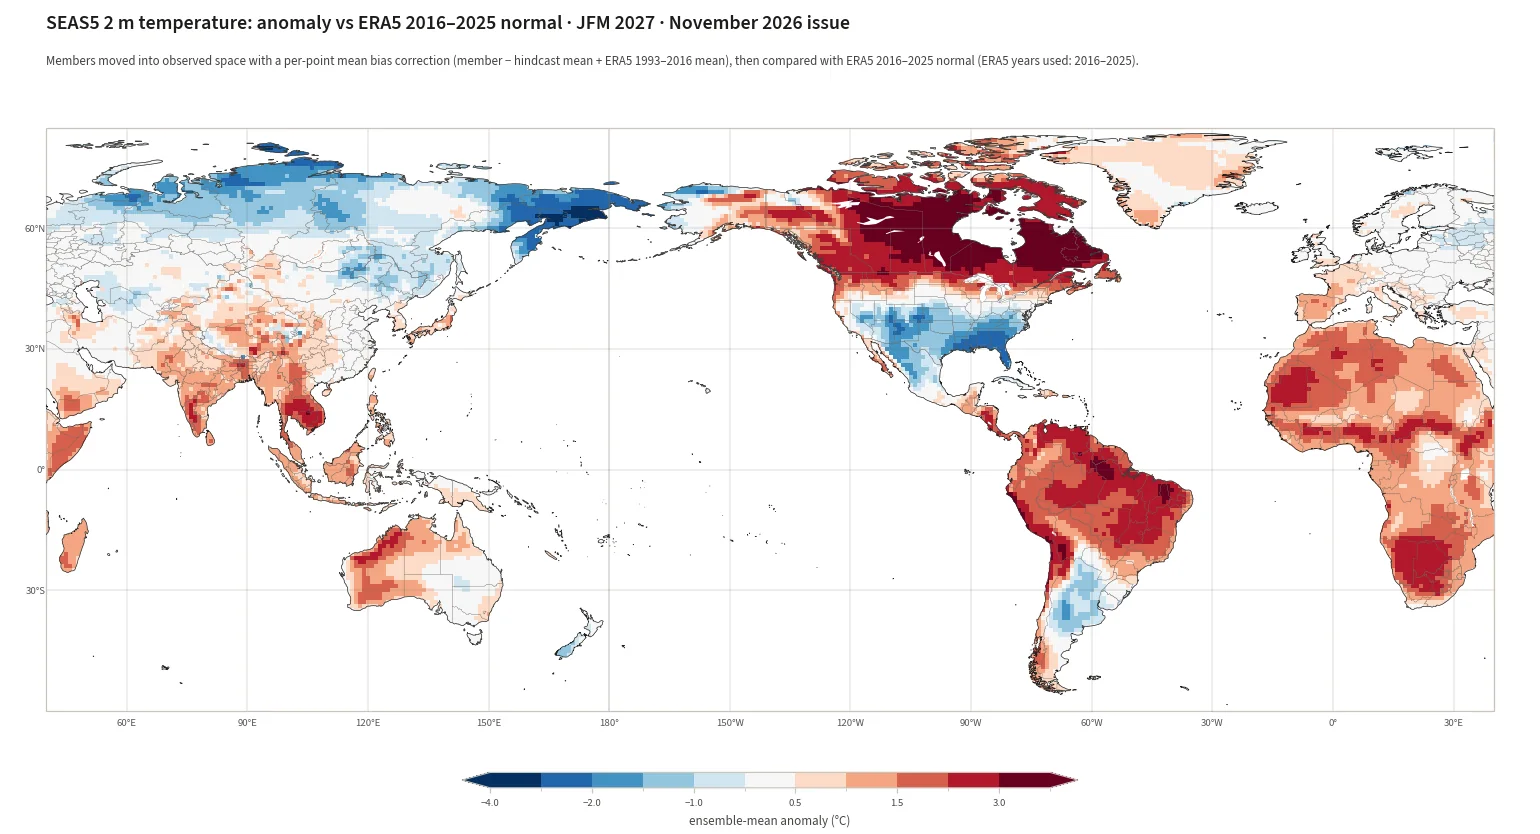 SEAS5 2 m temperature: anomaly vs ERA5 2016–2025 normal · JFM 2027 · November 2026 issue
Members moved into observed space with a per-point mean bias correction (member − hindcast mean + ERA5 1993–2016 mean), then compared with ERA5 2016–2025 normal (ERA5 years used: 2016–2025).
60°N
30°N
0°
30°S
60°E 90°E 120°E 150°E 180° 150°W 120°W 90°W 60°W 30°W 0° 30°E
−4.0 −2.0 −1.0 0.5 1.5 3.0
ensemble-mean anomaly (°C)